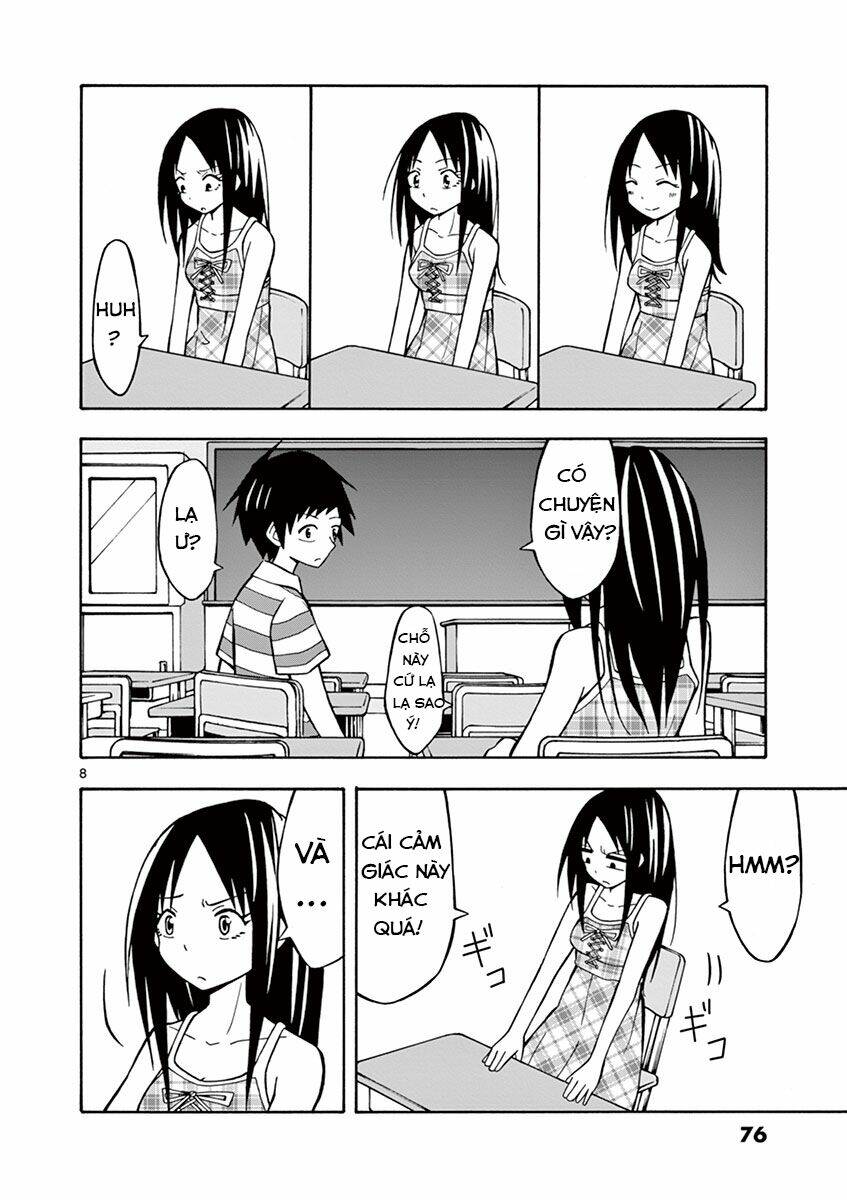 HUH
?
CÓ
CHUYỆN
GÌ VẬY?
CHỖ
NÀY
CỨ LẠ
LẠ SAO
Ý!
LẠ
Ư?
8
HMM?
ギコ
ギコ
CÁI CẢM
GIÁC NÀY
KHÁC
QUÁ!
VÀ
...
76